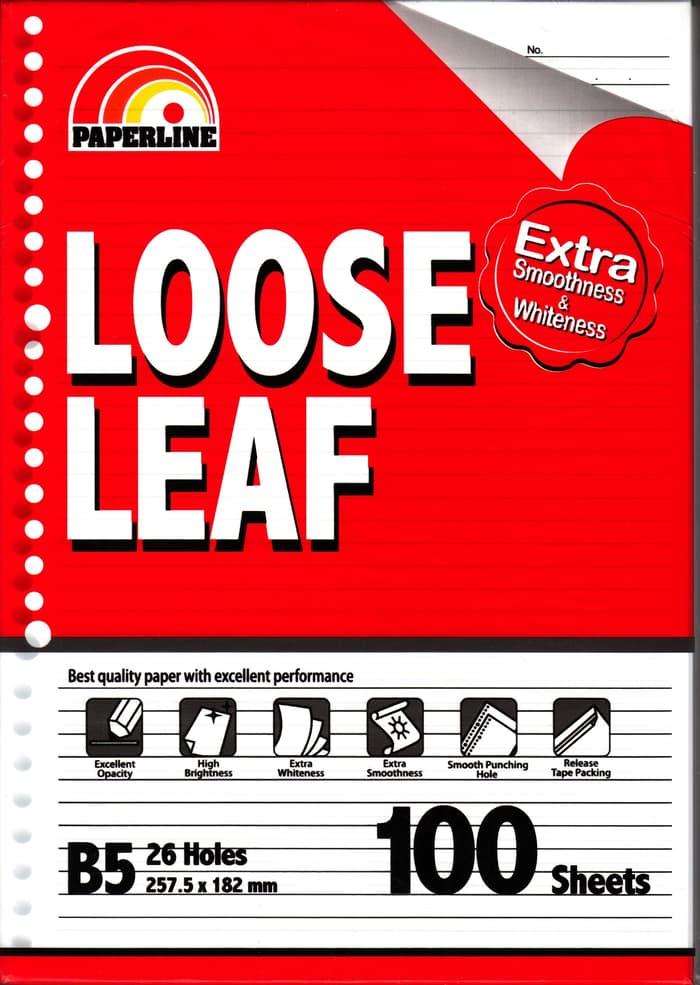 No.
PAPERLINE
LOOSE
LEAF
Extra
Smoothness
&
Whiteness
Best quality paper with excellent performance
Excellent
Opacity
High
Brightness
Extra
Whiteness
Extra
Smoothness
Smooth Punching
Hole
Release
Tape Packing
B5
26 Holes
257.5 x 182 mm
100
Sheets